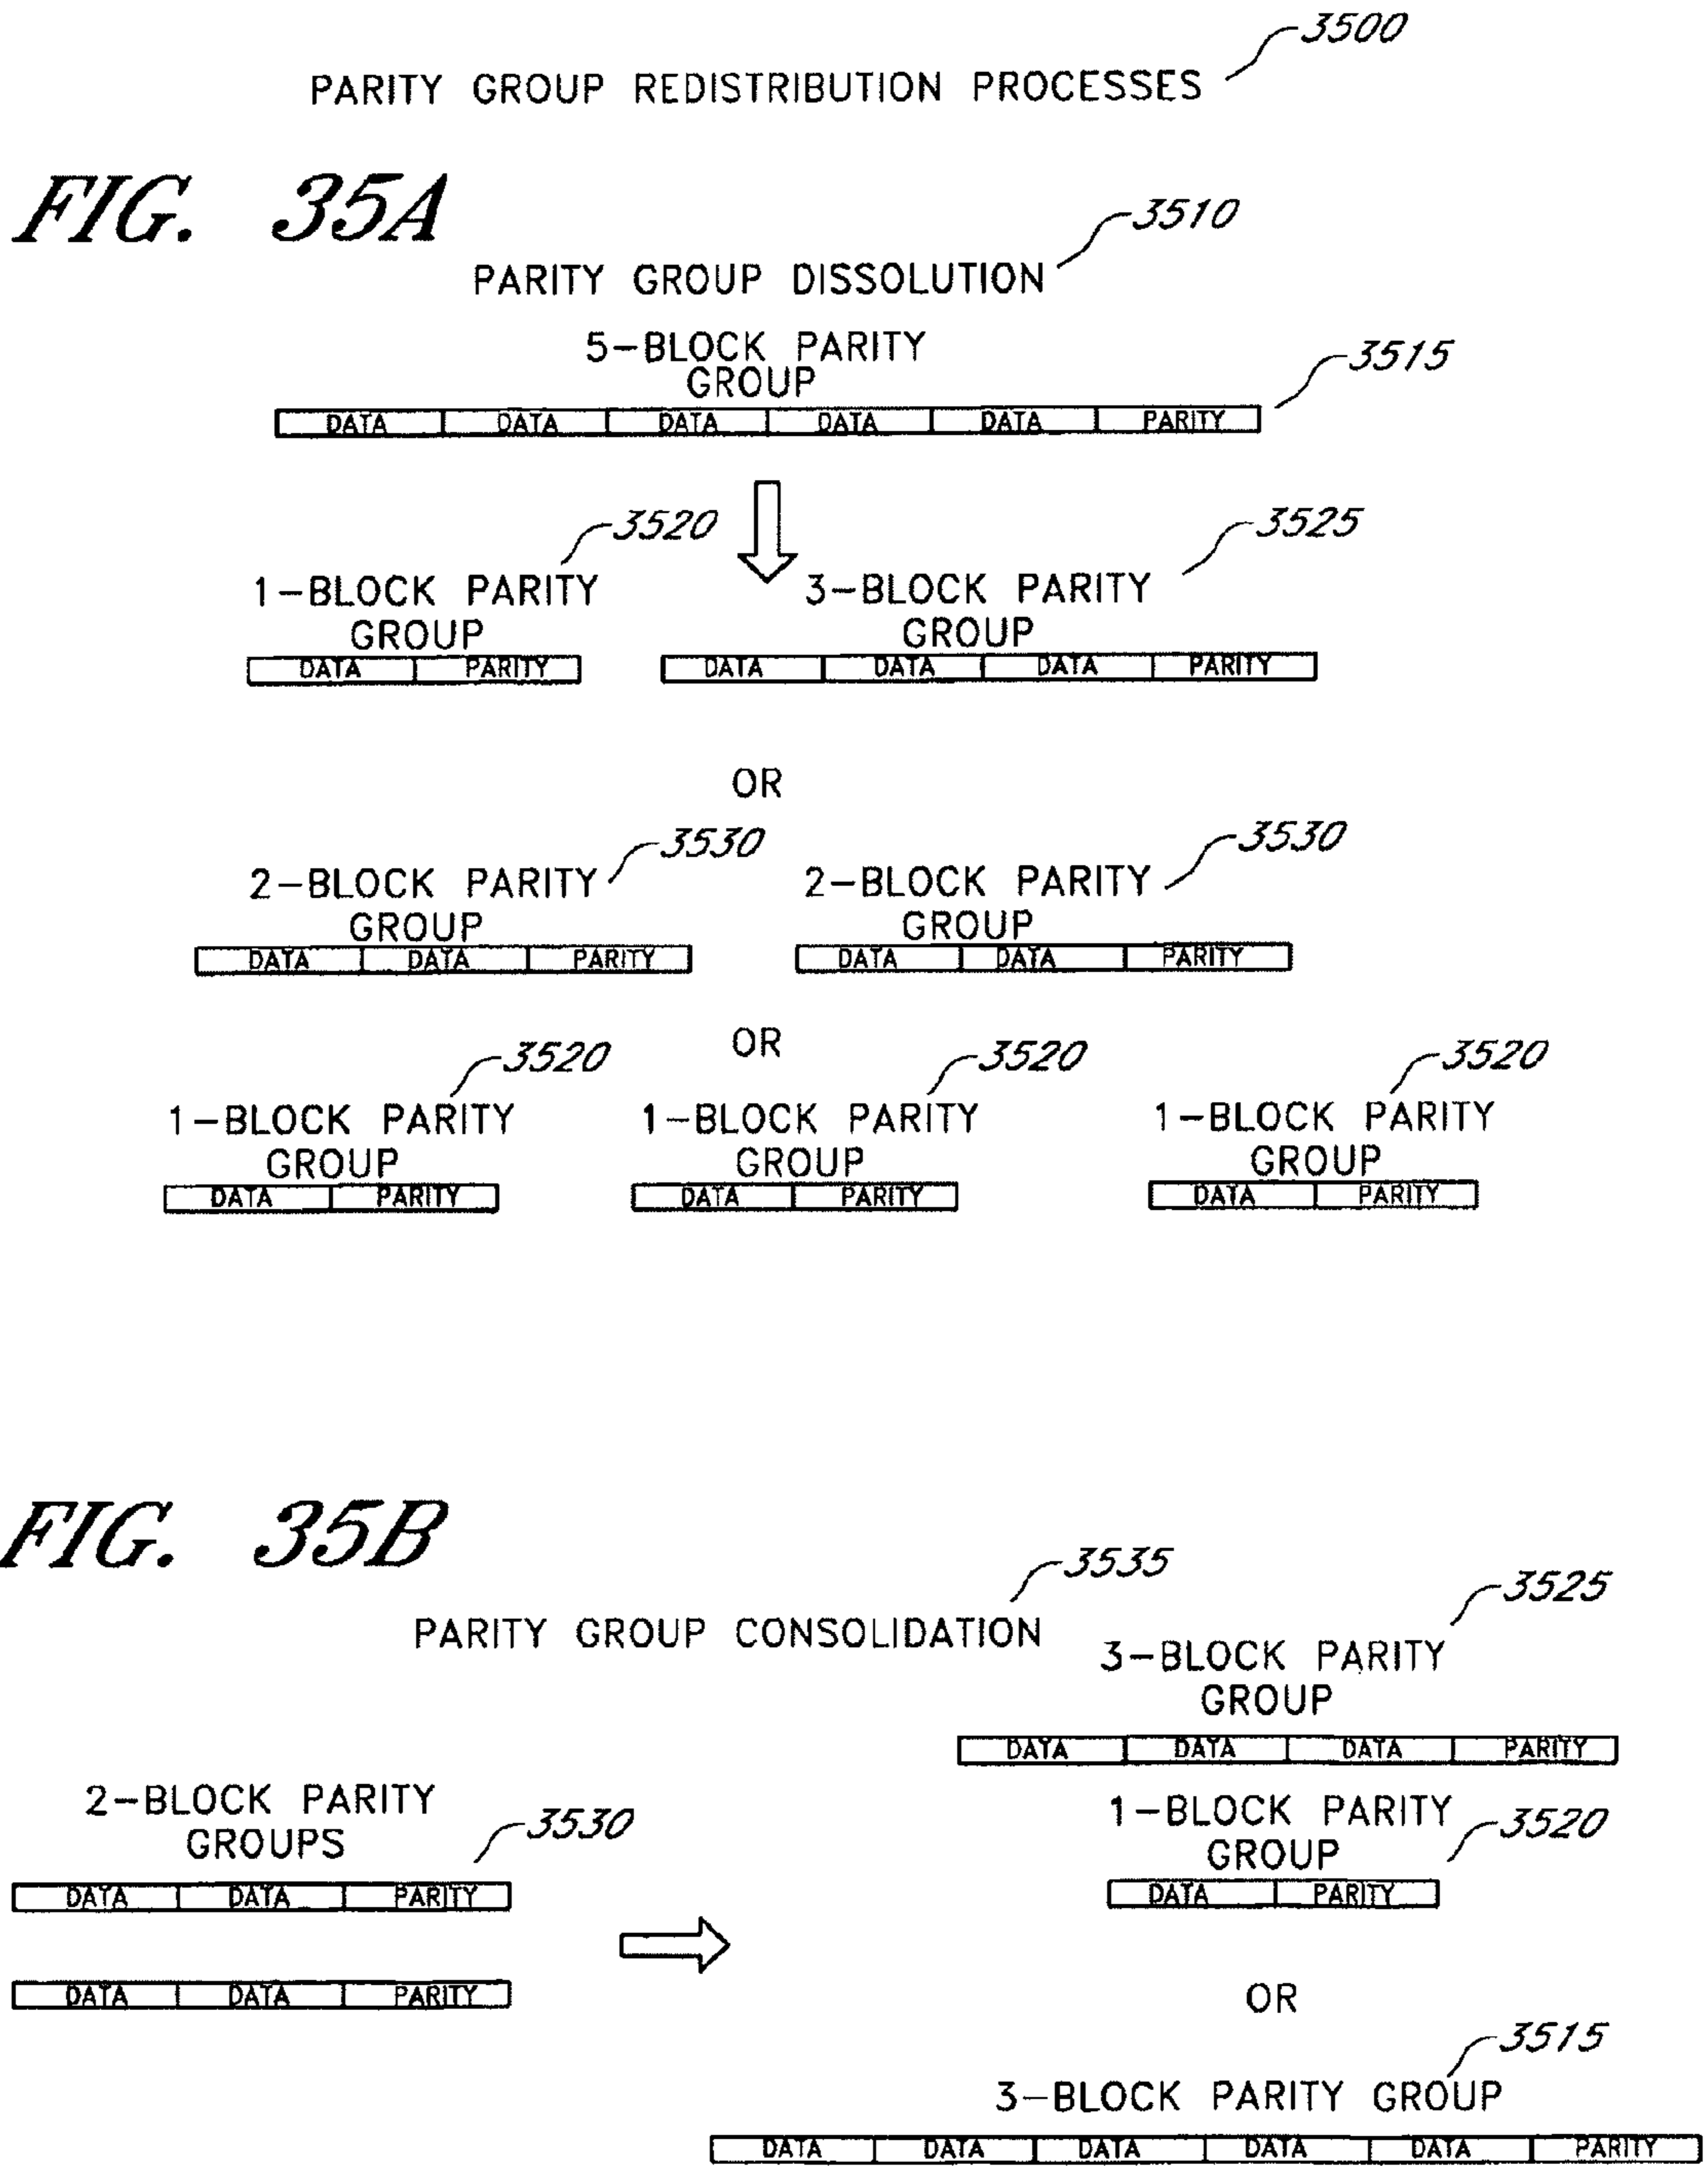 3500
PARITY GROUP REDISTRIBUTION PROCESSES
FIG. 35A
3510
PARITY GROUP DISSOLUTION
5-BLOCK PARITY
GROUP
3515
DATA DATA DATA DATA DATA PARITY
3520
3525
1-BLOCK PARITY
GROUP
DATA PARITY
3-BLOCK PARITY
GROUP
DATA DATA DATA PARITY
OR
3530
3530
2-BLOCK PARITY
GROUP
DATA DATA PARITY
2-BLOCK PARITY
GROUP
DATA DATA PARITY
OR
3520
3520
3520
1-BLOCK PARITY
GROUP
DATA PARITY
1-BLOCK PARITY
GROUP
DATA PARITY
1-BLOCK PARITY
GROUP
DATA PARITY
FIG. 35B
3535
PARITY GROUP CONSOLIDATION
2-BLOCK PARITY
GROUPS
3530
DATA DATA PARITY
DATA DATA PARITY
3525
3-BLOCK PARITY
GROUP
DATA DATA DATA PARITY
1-BLOCK PARITY
GROUP
3520
DATA PARITY
OR
3515
3-BLOCK PARITY GROUP
DATA DATA DATA DATA DATA PARITY